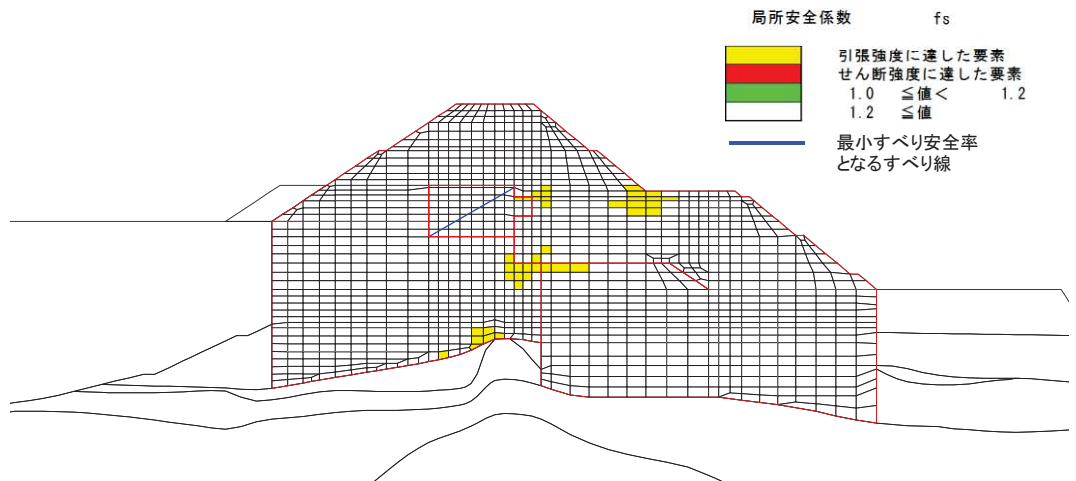 局所安全係数 fs
引張強度に達した要素
せん断強度に達した要素
1.0 ≦値< 1.2
1.2 ≦値
最小すべり安全率
となるすべり線